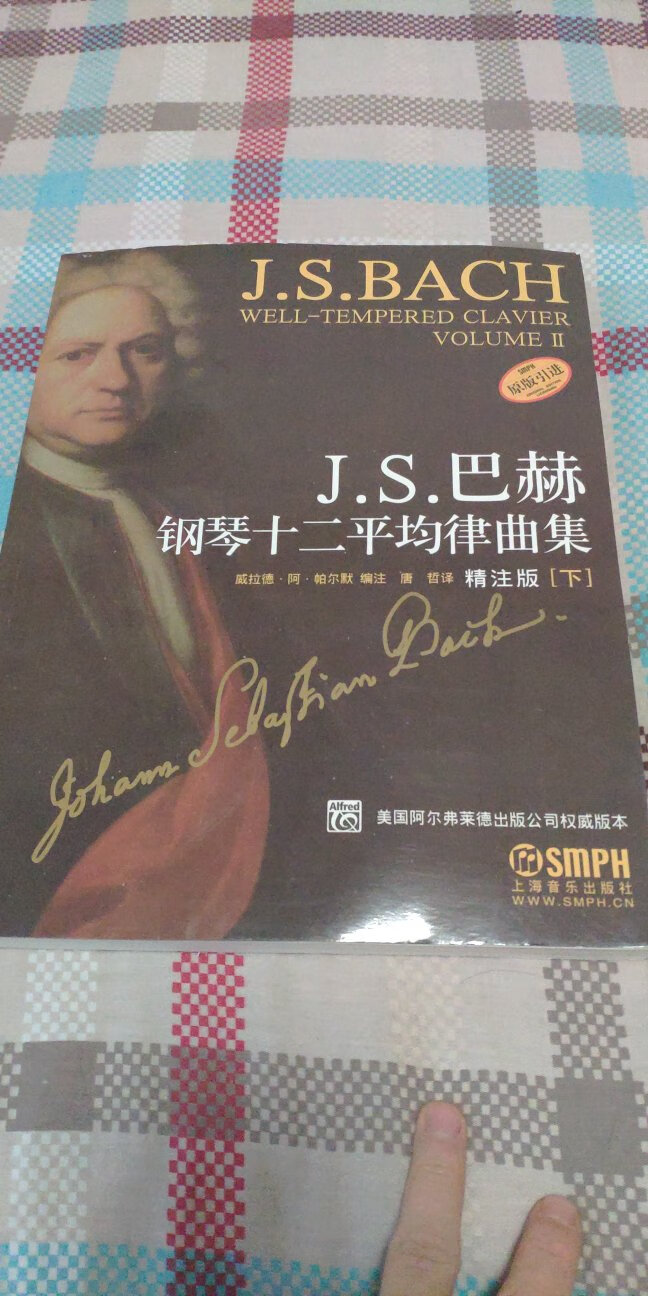 J.S.BACH
WELL-TEMPERED CLAVIER
VOLUME II
SMPH
原版引进
J.S.巴赫
钢琴十二平均律曲集
威拉德·阿·帕尔默 编注 唐 哲译 精注版 [下]
Johann Sebastian Bach
Alfred
美国阿尔弗莱德出版公司权威版本
SMPH
上海音乐出版社
WWW.SMPH.CN